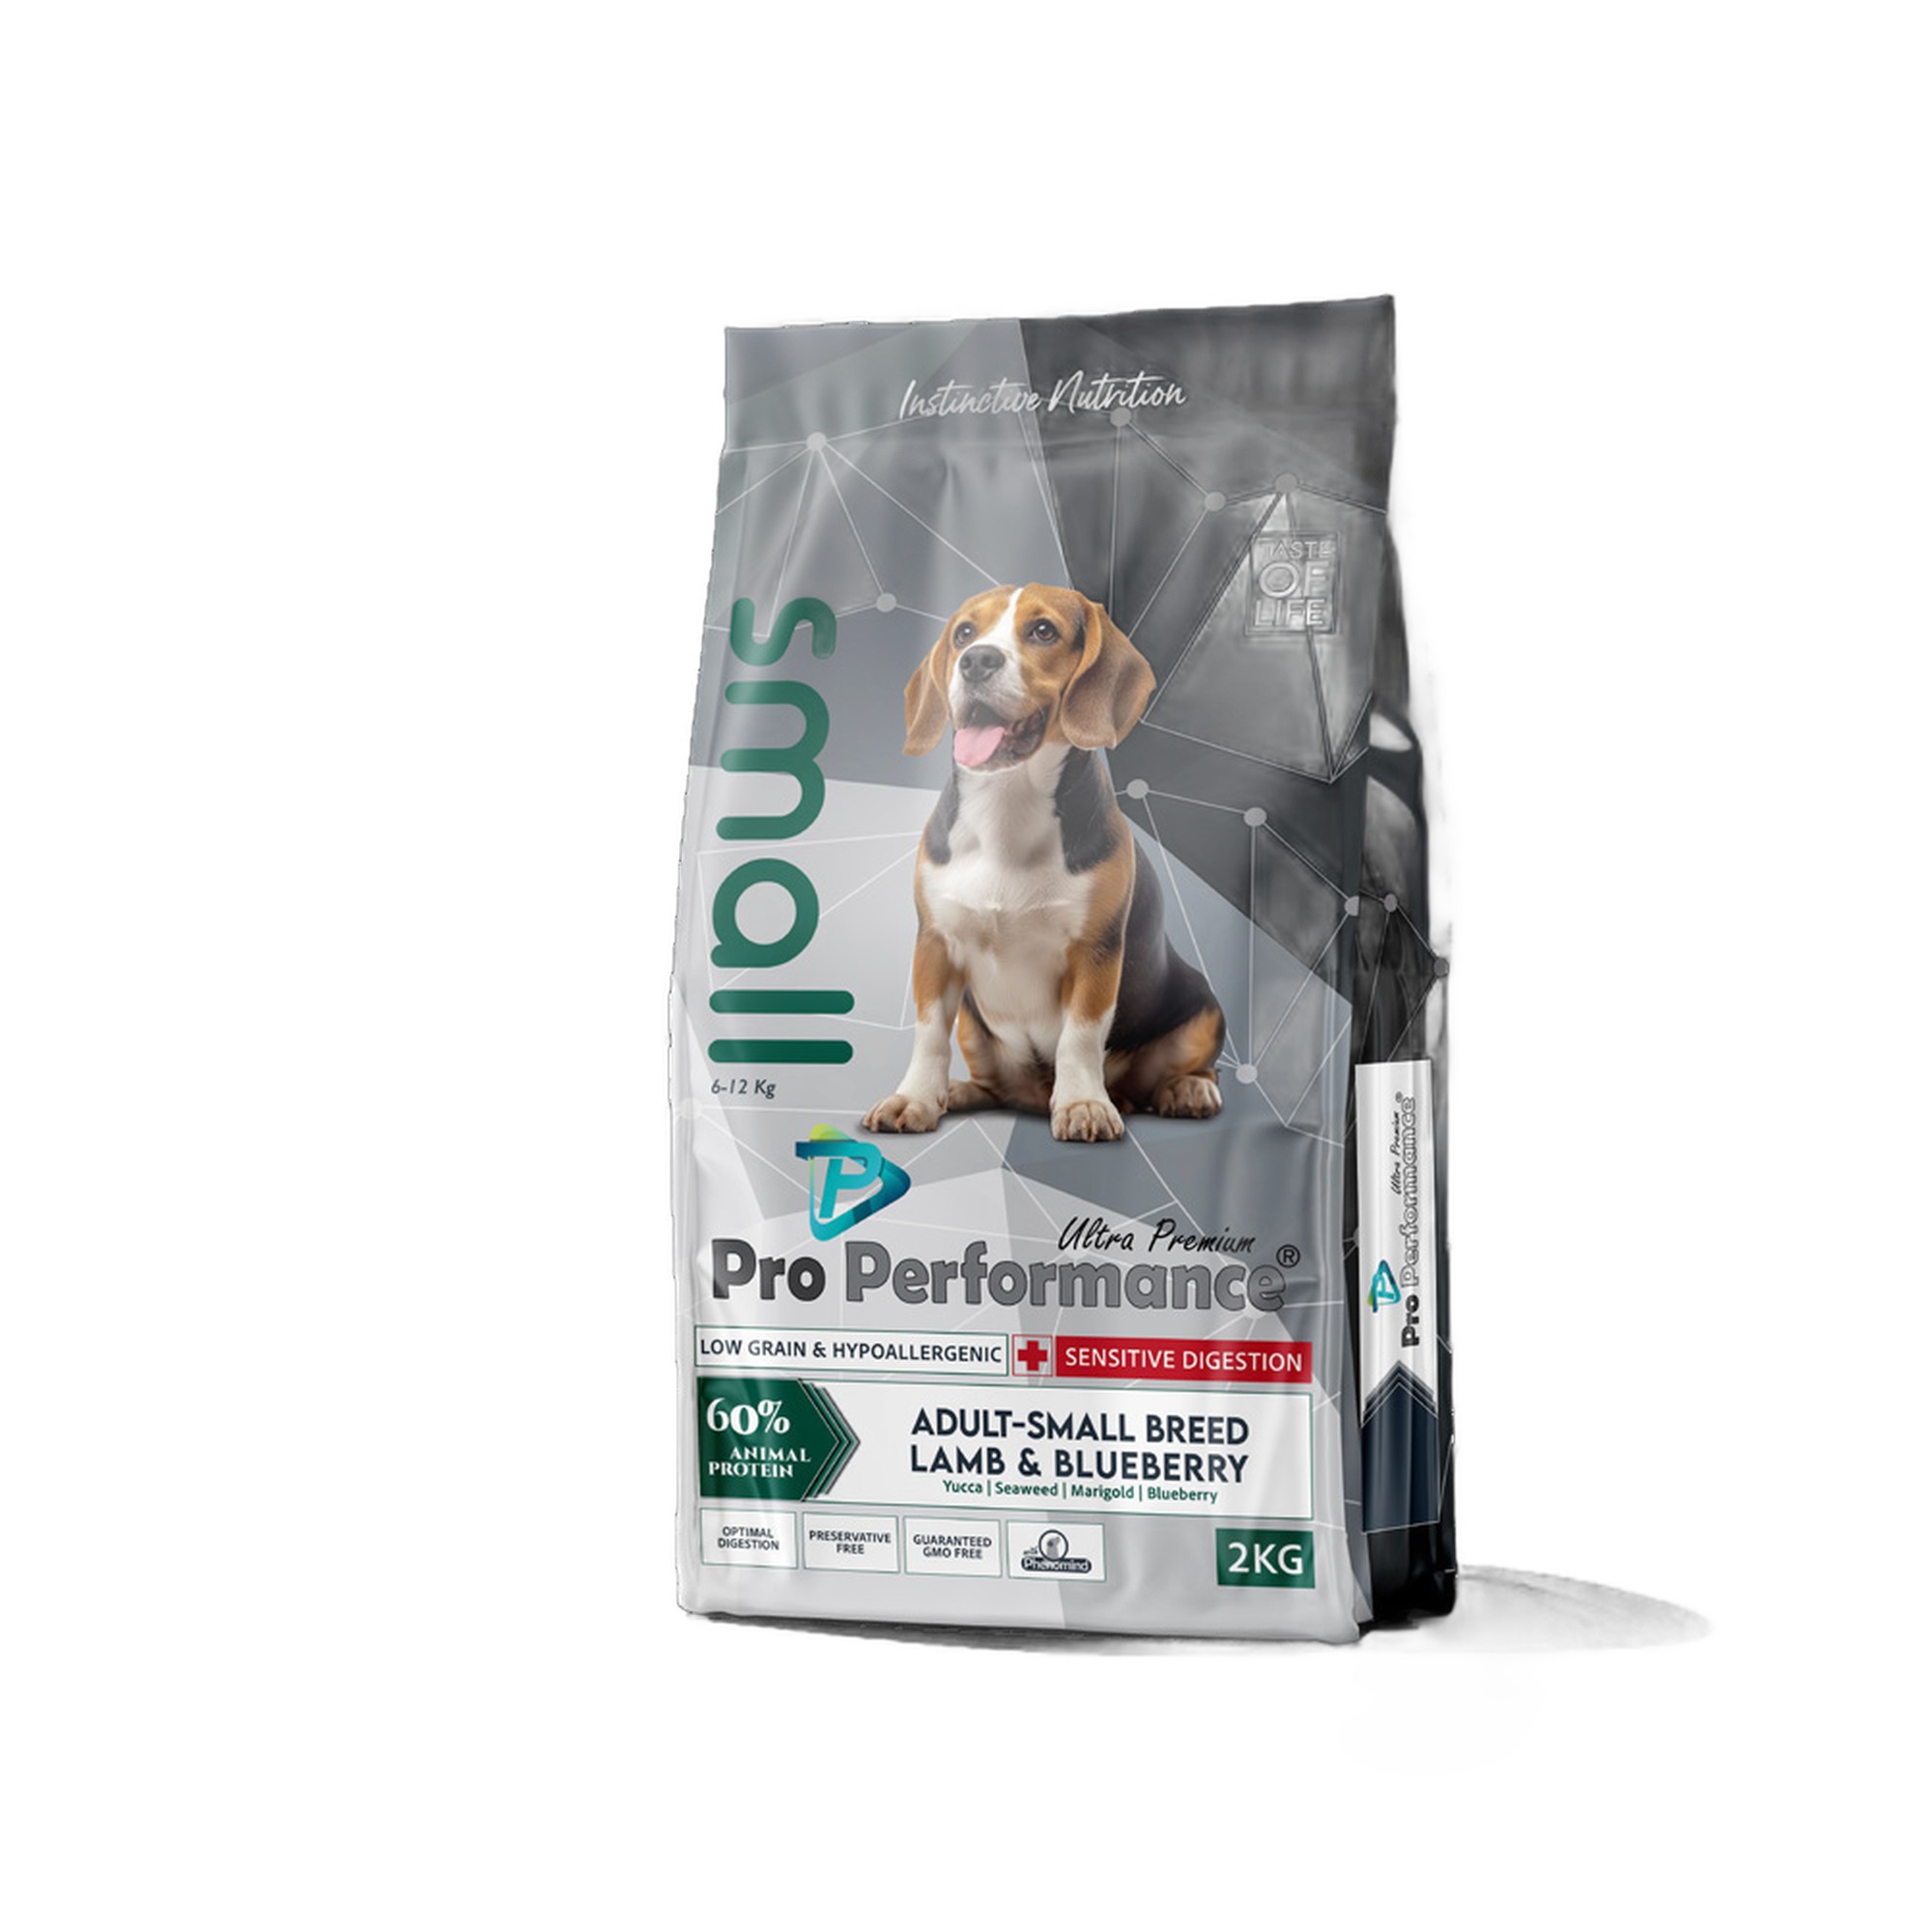 Instinctive Nutrition
TASTE
OF
LIFE
small
6-12 Kg
P
Ultra Premium
Pro Performance®
LOW GRAIN & HYPOALLERGENIC
SENSITIVE DIGESTION
60%
ANIMAL
PROTEIN
ADULT-SMALL BREED
LAMB & BLUEBERRY
Yucca | Seaweed | Marigold | Blueberry
OPTIMAL
DIGESTION
PRESERVATIVE
FREE
GUARANTEED
GMO FREE
Phenomind
2KG
Ultra Premium
Pro Performance®